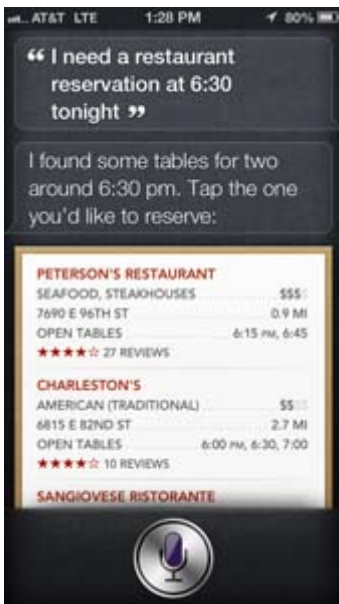 AT&T LTE 1:28 PM 80%
“ I need a restaurant
reservation at 6:30
tonight ”
I found some tables for two
around 6:30 pm. Tap the one
you'd like to reserve:
PETERSON'S RESTAURANT
SEAFOOD, STEAKHOUSES $$$
7690 E 96TH ST 0.9 MI
OPEN TABLES 6:15 PM, 6:45
27 REVIEWS
CHARLESTON'S
AMERICAN (TRADITIONAL) $$
6815 E 82ND ST 2.7 MI
OPEN TABLES 6:00 PM, 6:30, 7:00
10 REVIEWS
SANGIOVESE RISTORANTE